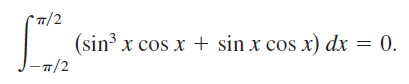 ∫_{-π/2}^{π/2} (sin³ x cos x + sin x cos x) dx = 0.